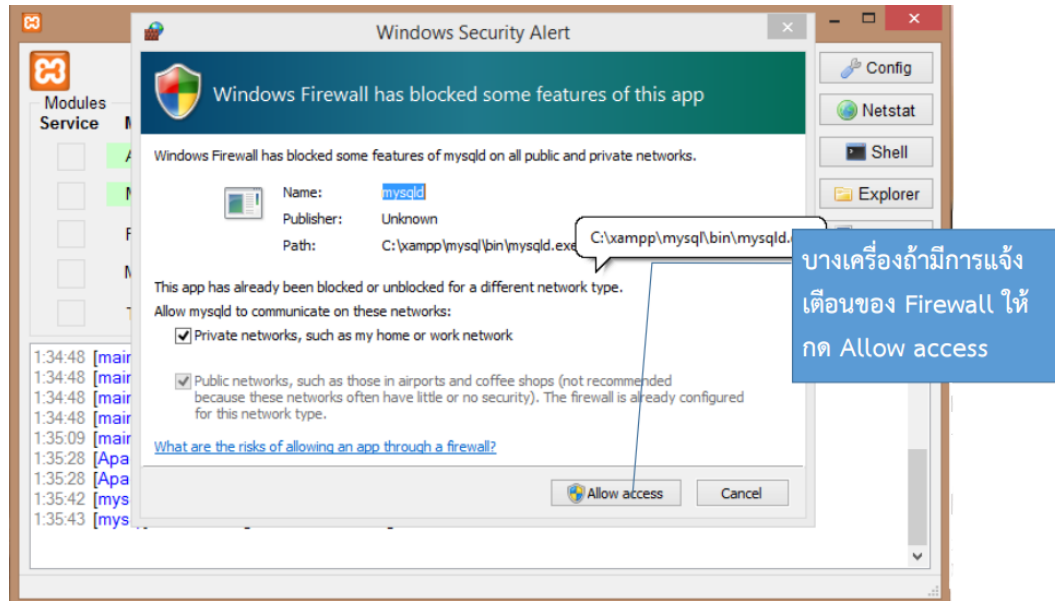 Windows Security Alert
Config
Windows Firewall has blocked some features of this app
Modules
Service
Netstat
Windows Firewall has blocked some features of mysqld on all public and private networks.
Shell
Name: mysqld
Explorer
Publisher: Unknown
Path: C:\xampp\mysql\bin\mysqld.exe
C:\xampp\mysql\bin\mysqld.
บางเครื่องถ้ามีการแจ้ง
เตือนของ Firewall ให้
กด Allow access
This app has already been blocked or unblocked for a different network type.
Allow mysqld to communicate on these networks:
Private networks, such as my home or work network
Public networks, such as those in airports and coffee shops (not recommended
because these networks often have little or no security). The firewall is already configured
for this network type.
What are the risks of allowing an app through a firewall?
Allow access
Cancel
1:34:48 [main
1:34:48 [main
1:34:48 [main
1:34:48 [main
1:35:09 [main
1:35:28 [Apa
1:35:28 [Apa
1:35:42 [mys
1:35:43 [mys